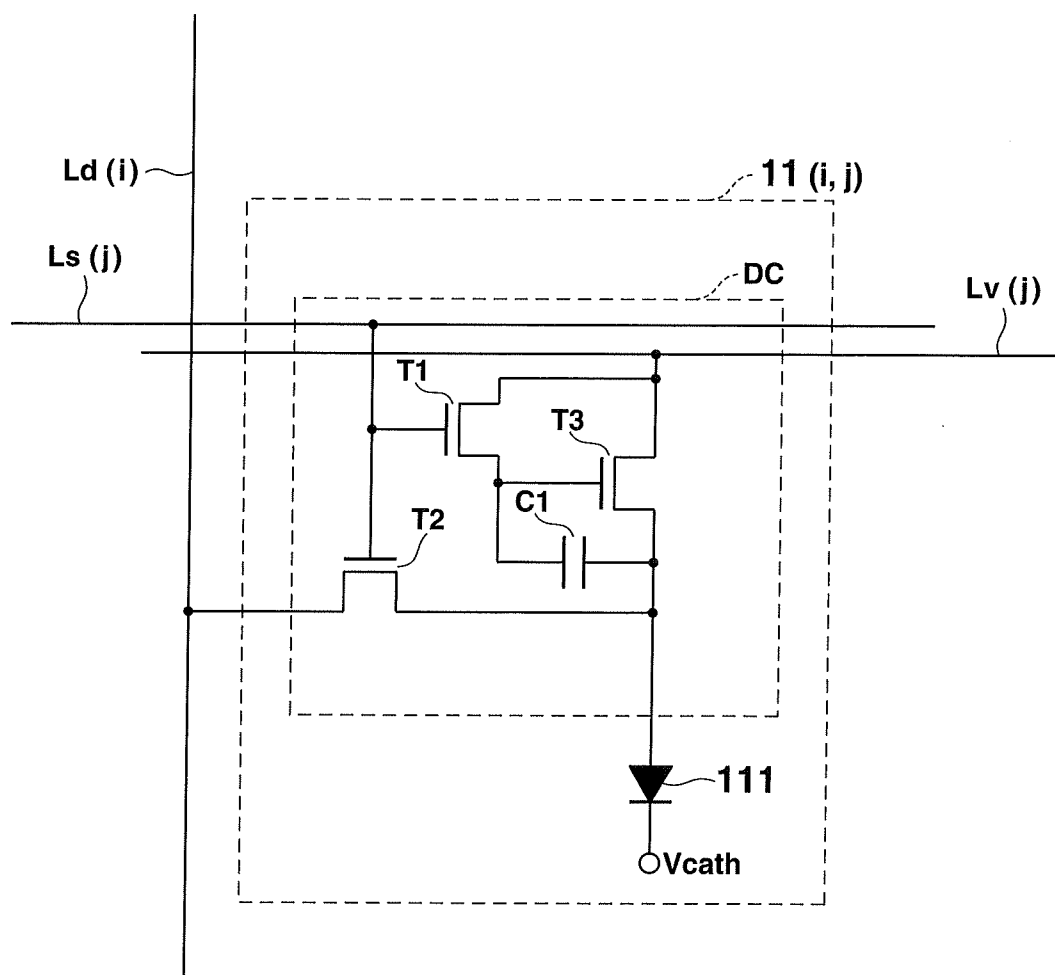 Ld (i)
11 (i, j)
Ls (j)
DC
Lv (j)
T1
T3
C1
T2
111
Vcath